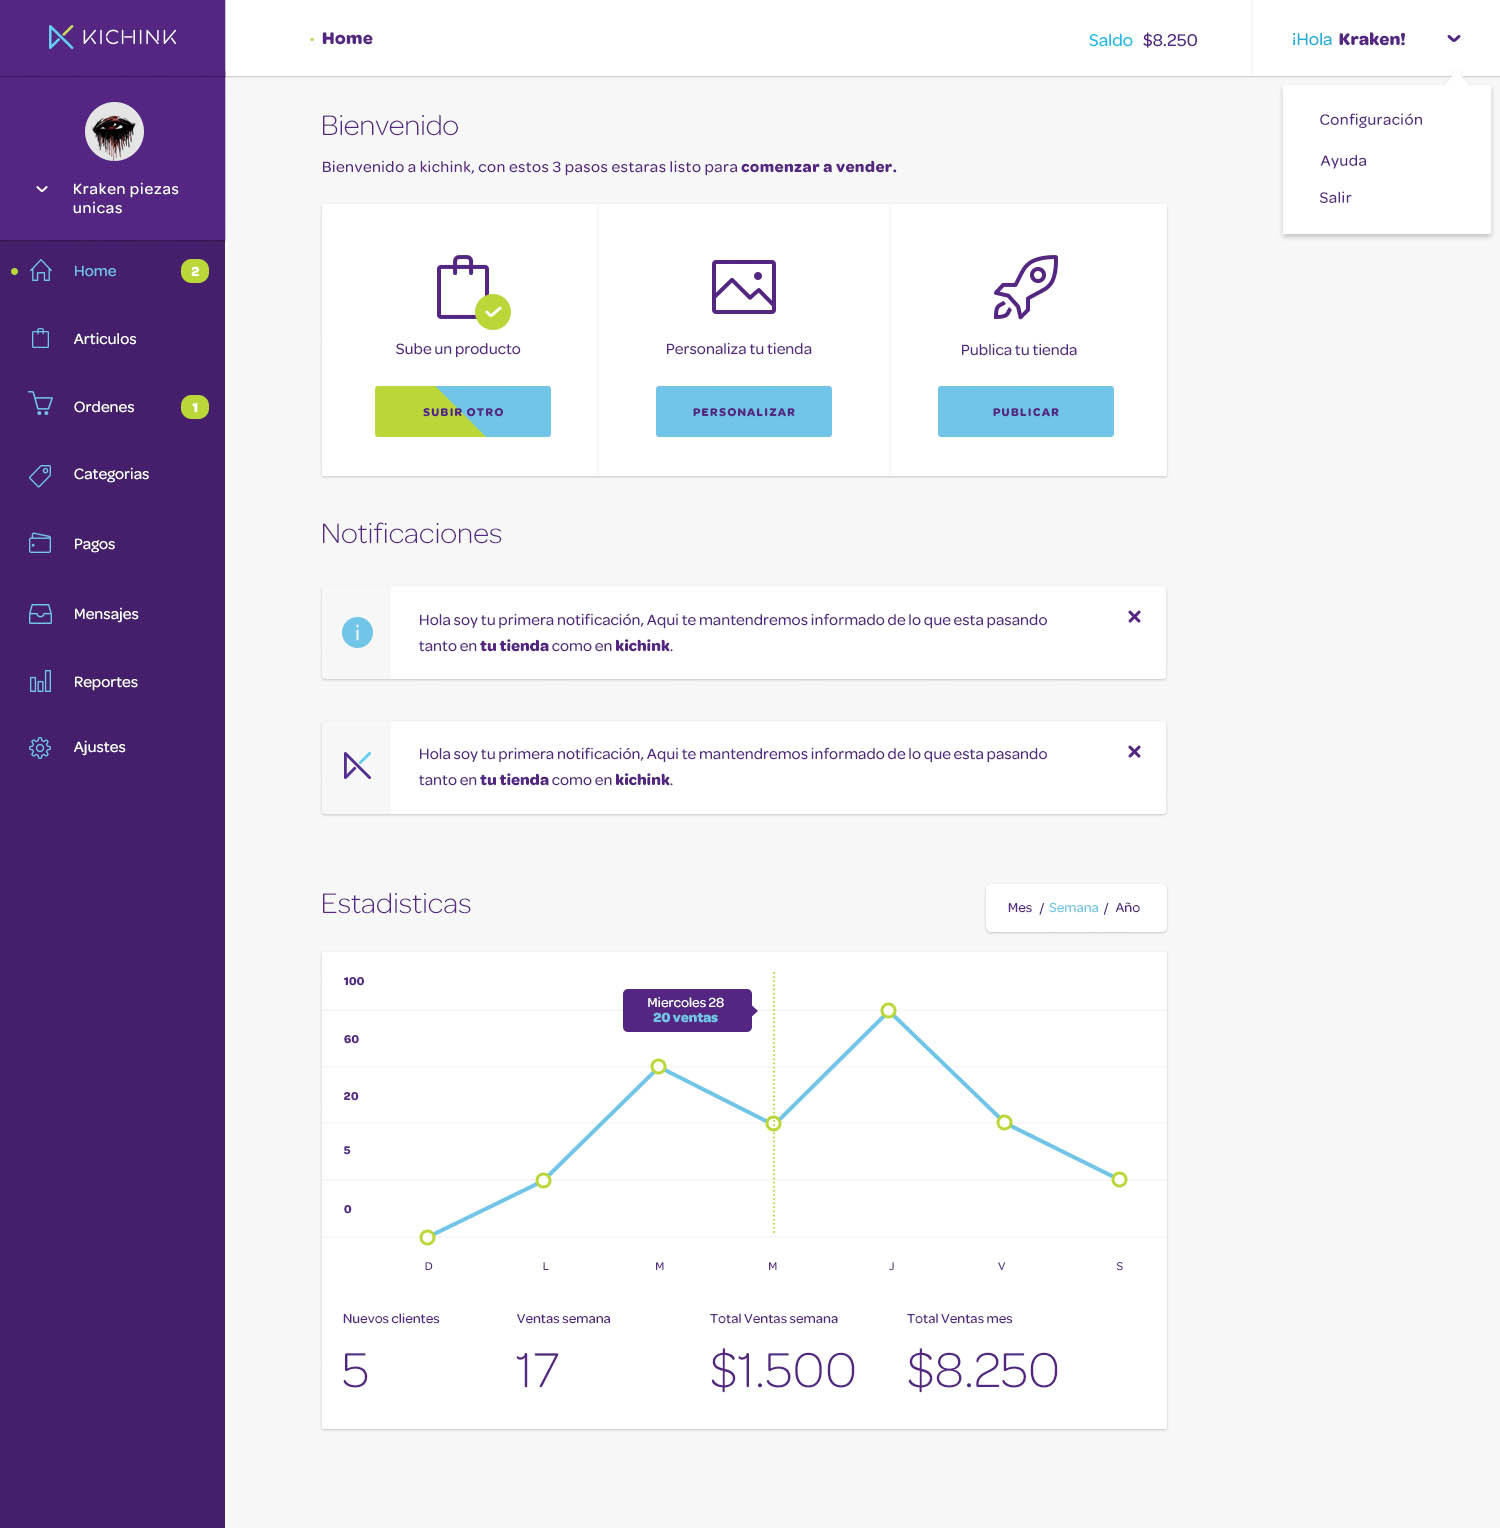 KICHINK
Home
Saldo $8.250
¡Hola Kraken!
Configuración
Ayuda
Salir
Kraken piezas
unicas
Home 2
Articulos
Ordenes 1
Categorias
Pagos
Mensajes
Reportes
Ajustes
Bienvenido
Bienvenido a kichink, con estos 3 pasos estaras listo para comenzar a vender.
Sube un producto
SUBIR OTRO
Personaliza tu tienda
PERSONALIZAR
Publica tu tienda
PUBLICAR
Notificaciones
i
Hola soy tu primera notificación, Aqui te mantendremos informado de lo que esta pasando
tanto en tu tienda como en kichink.
Hola soy tu primera notificación, Aqui te mantendremos informado de lo que esta pasando
tanto en tu tienda como en kichink.
Estadisticas
Mes / Semana / Año
100
60
20
5
0
Miercoles 28
20 ventas
D L M M J V S
Nuevos clientes
5
Ventas semana
17
Total Ventas semana
$1.500
Total Ventas mes
$8.250